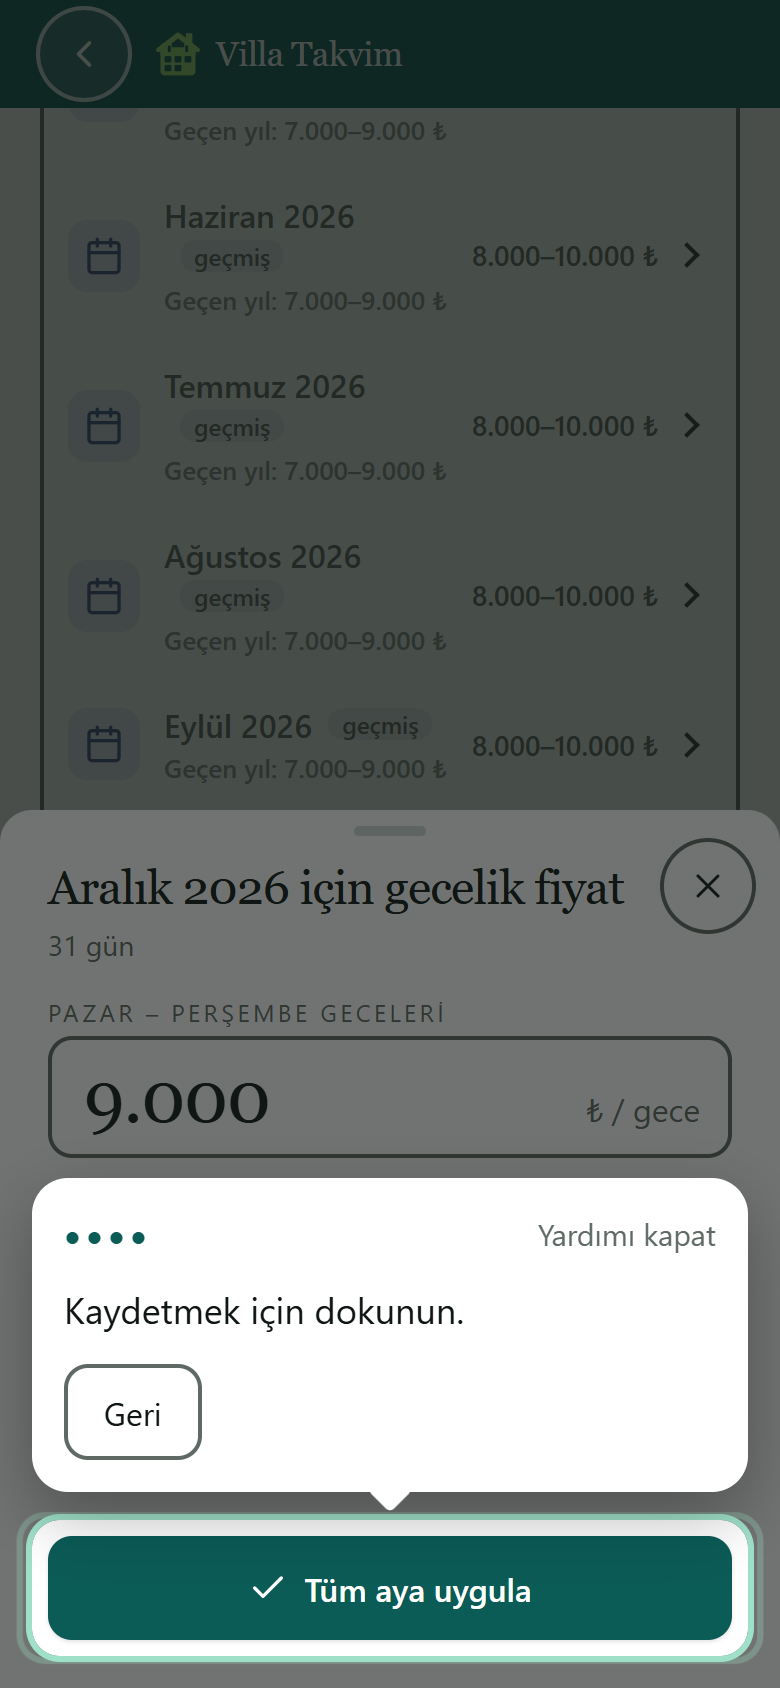 Villa Takvim
Geçen yıl: 7.000–9.000 ₺
Haziran 2026
geçmiş
8.000–10.000 ₺
Geçen yıl: 7.000–9.000 ₺
Temmuz 2026
geçmiş
8.000–10.000 ₺
Geçen yıl: 7.000–9.000 ₺
Ağustos 2026
geçmiş
8.000–10.000 ₺
Geçen yıl: 7.000–9.000 ₺
Eylül 2026 geçmiş
8.000–10.000 ₺
Geçen yıl: 7.000–9.000 ₺
Aralık 2026 için gecelik fiyat
31 gün
PAZAR – PERŞEMBE GECELERİ
9.000 ₺ / gece
Yardımı kapat
Kaydetmek için dokunun.
Geri
Tüm aya uygula